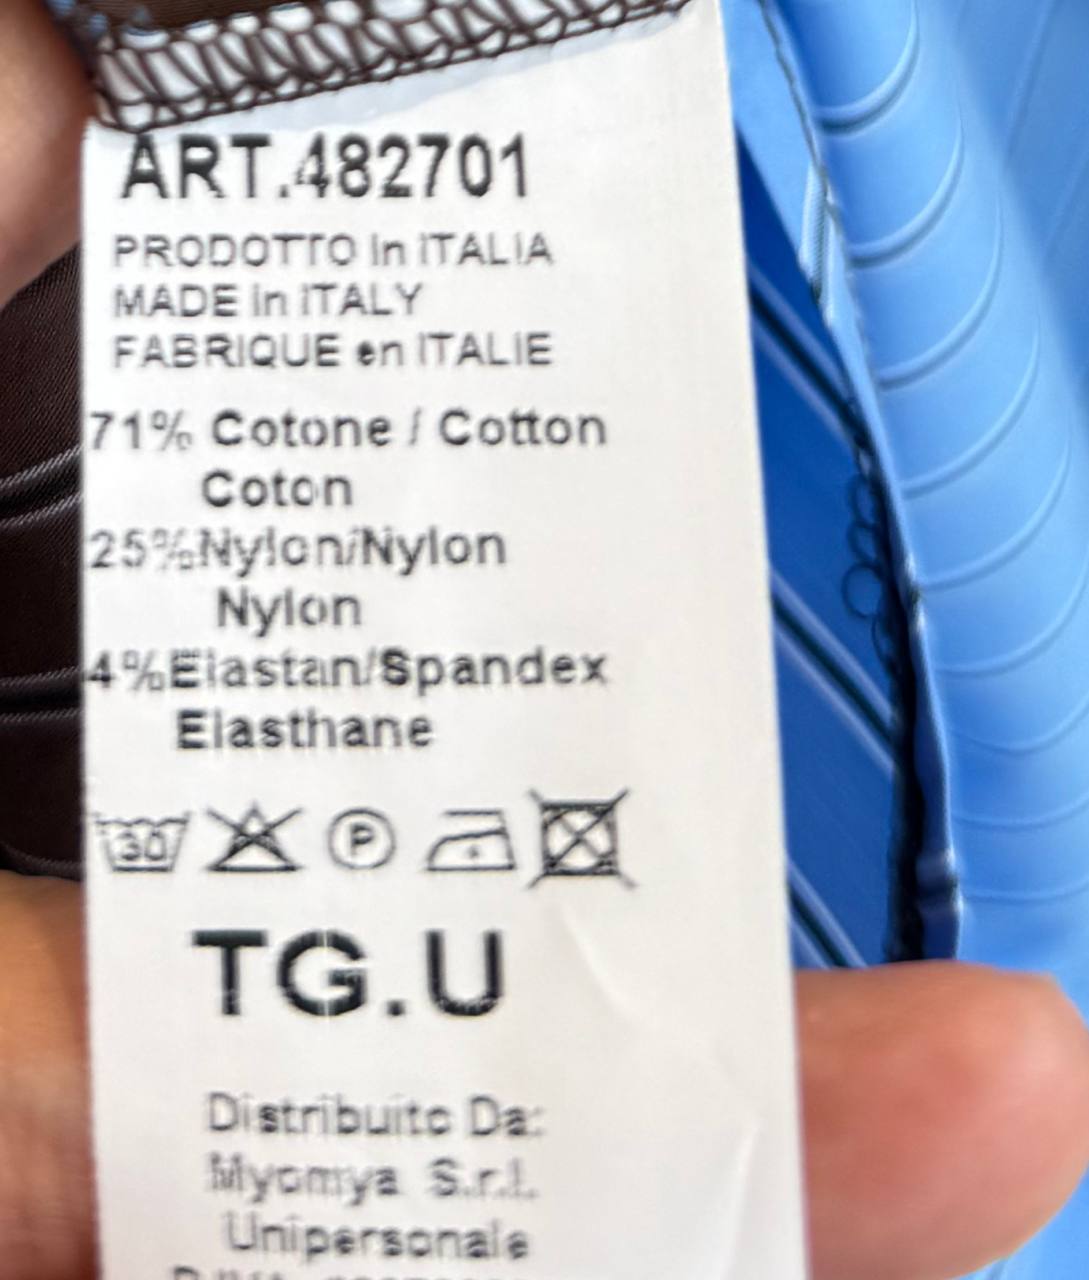 ART.482701
PRODOTTO in ITALIA
MADE in ITALY
FABRIQUE en ITALIE
71% Cotone / Cotton
Coton
25%Nylon/Nylon
Nylon
4%Elastan/Spandex
Elasthane
30 P
TG.U
Distribuito Da:
Myomya S.r.l.
Unipersonale